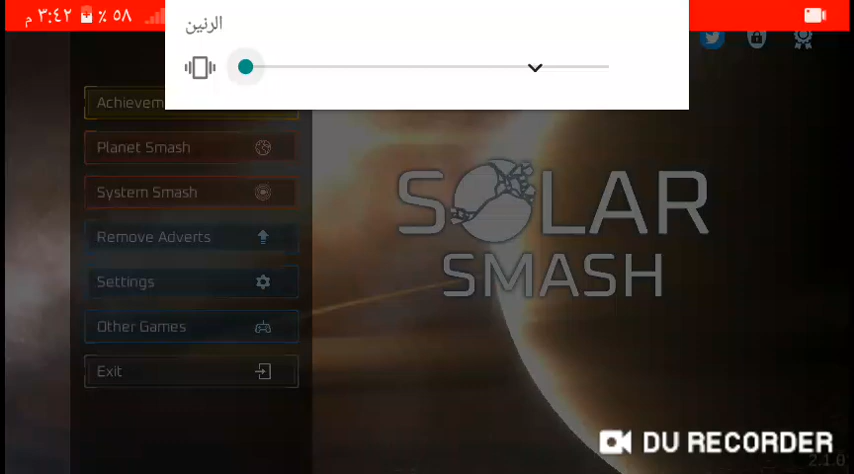 ٣:٤٢ م ٥٨ ٪
الرنين
Achievem
Planet Smash
System Smash
Remove Adverts
Settings
Other Games
Exit
SOLAR
SMASH
DU RECORDER
2.1.0